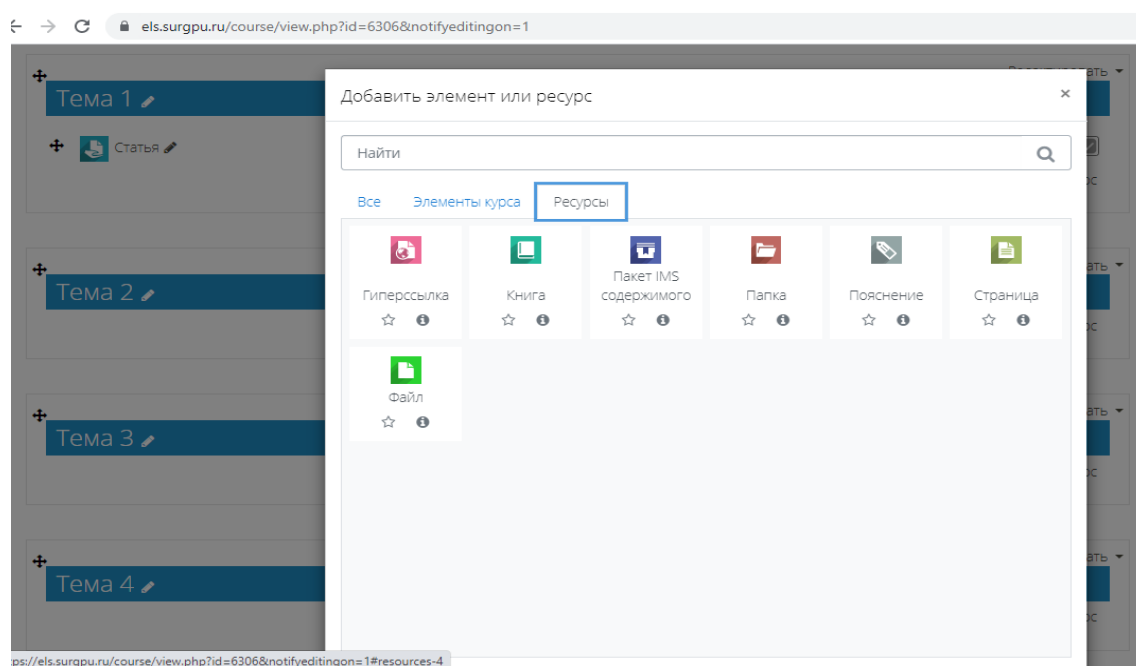 els.surgpu.ru/course/view.php?id=6306&notifyeditingon=1
Тема 1
Статья
Тема 2
Тема 3
Тема 4
Добавить элемент или ресурс
×
Найти
Все Элементы курса Ресурсы
Гиперссылка Книга Пакет IMS содержимого Папка Пояснение Страница
Файл
els.surgpu.ru/course/view.php?id=6306&notifyeditingon=1#resources-4